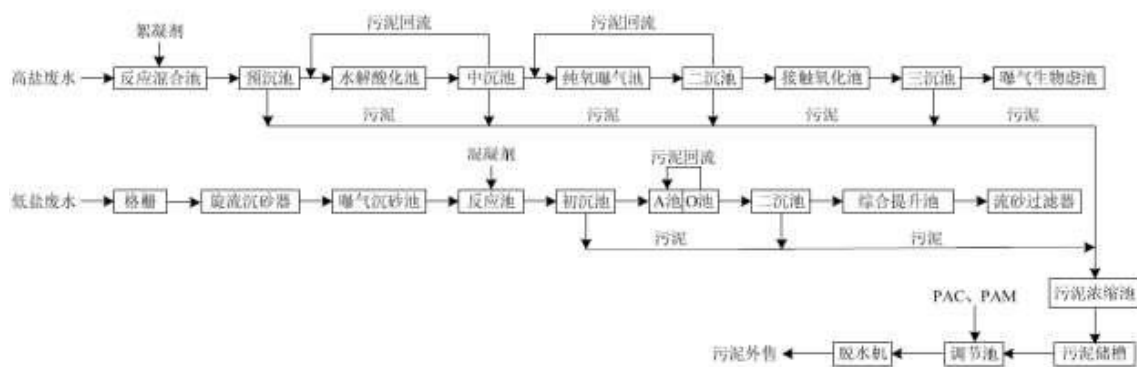 污泥回流 污泥回流
絮凝剂
高盐废水 反应混合池 预沉池 水解酸化池 中沉池 纯氧曝气池 二沉池 接触氧化池 三沉池 曝气生物虑池
污泥 污泥 污泥 污泥
混凝剂 污泥回流
低盐废水 格栅 旋流沉砂器 曝气沉砂池 反应池 初沉池 A池 O池 二沉池 综合提升池 流砂过滤器
污泥 污泥
PAC、PAM 污泥浓缩池
污泥外售 脱水机 调节池 污泥储槽